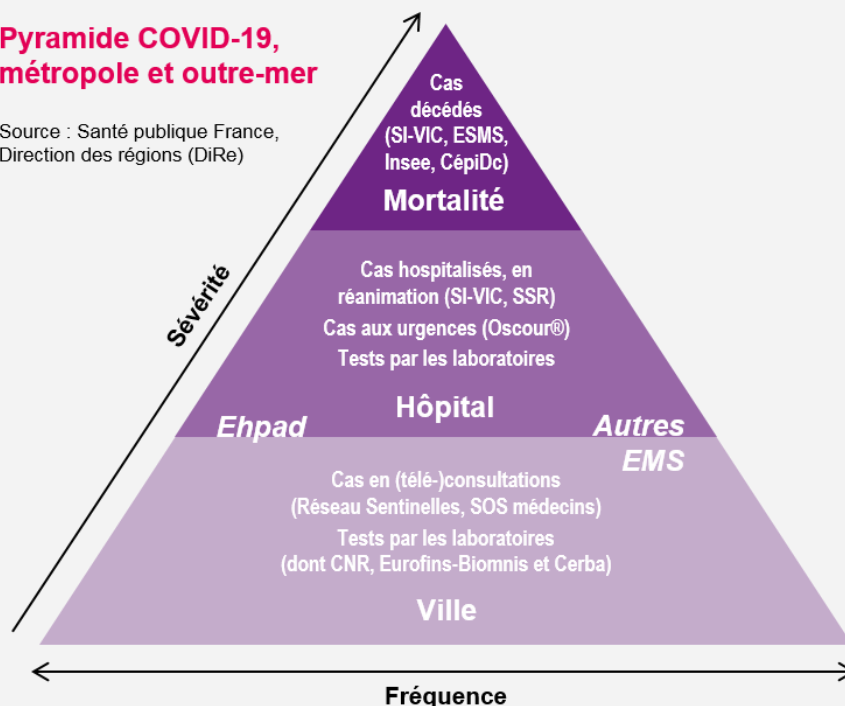 Pyramide COVID-19,
métropole et outre-mer
Source : Santé publique France,
Direction des régions (DiRe)
Cas
décédés
(SI-VIC, ESMS,
Insee, CépiDc)
Mortalité
Sévérité
Cas hospitalisés, en
réanimation (SI-VIC, SSR)
Cas aux urgences (Oscour®)
Tests par les laboratoires
Hôpital
Ehpad
Autres
EMS
Cas en (télé-)consultations
(Réseau Sentinelles, SOS médecins)
Tests par les laboratoires
(dont CNR, Eurofins-Biomnis et Cerba)
Ville
Fréquence